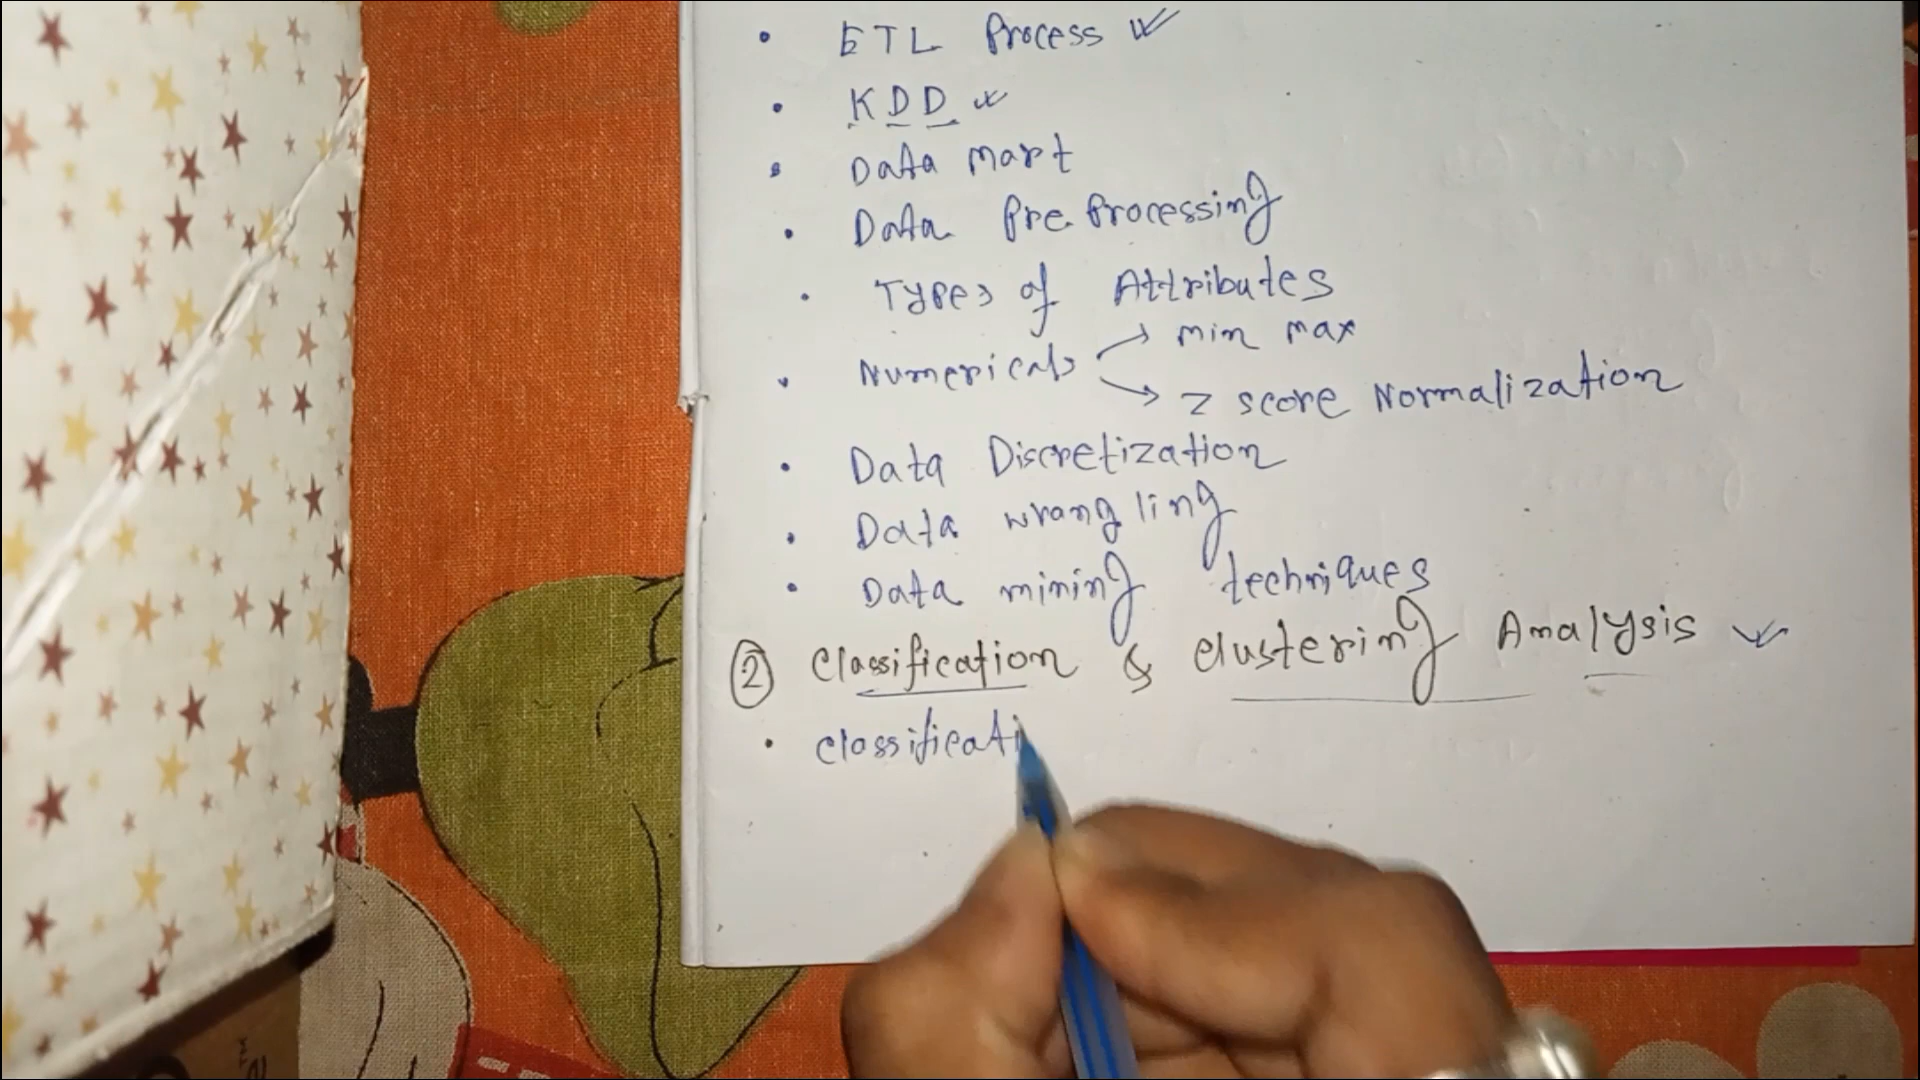 • ETL Process
• KDD
• Data Mart
• Data Pre Processing
• Types of Attributes
• Numericals → min max
→ Z score Normalization
• Data Discretization
• Data wrangling
• Data mining techniques
② Classification & Clustering Analysis
• Classificati